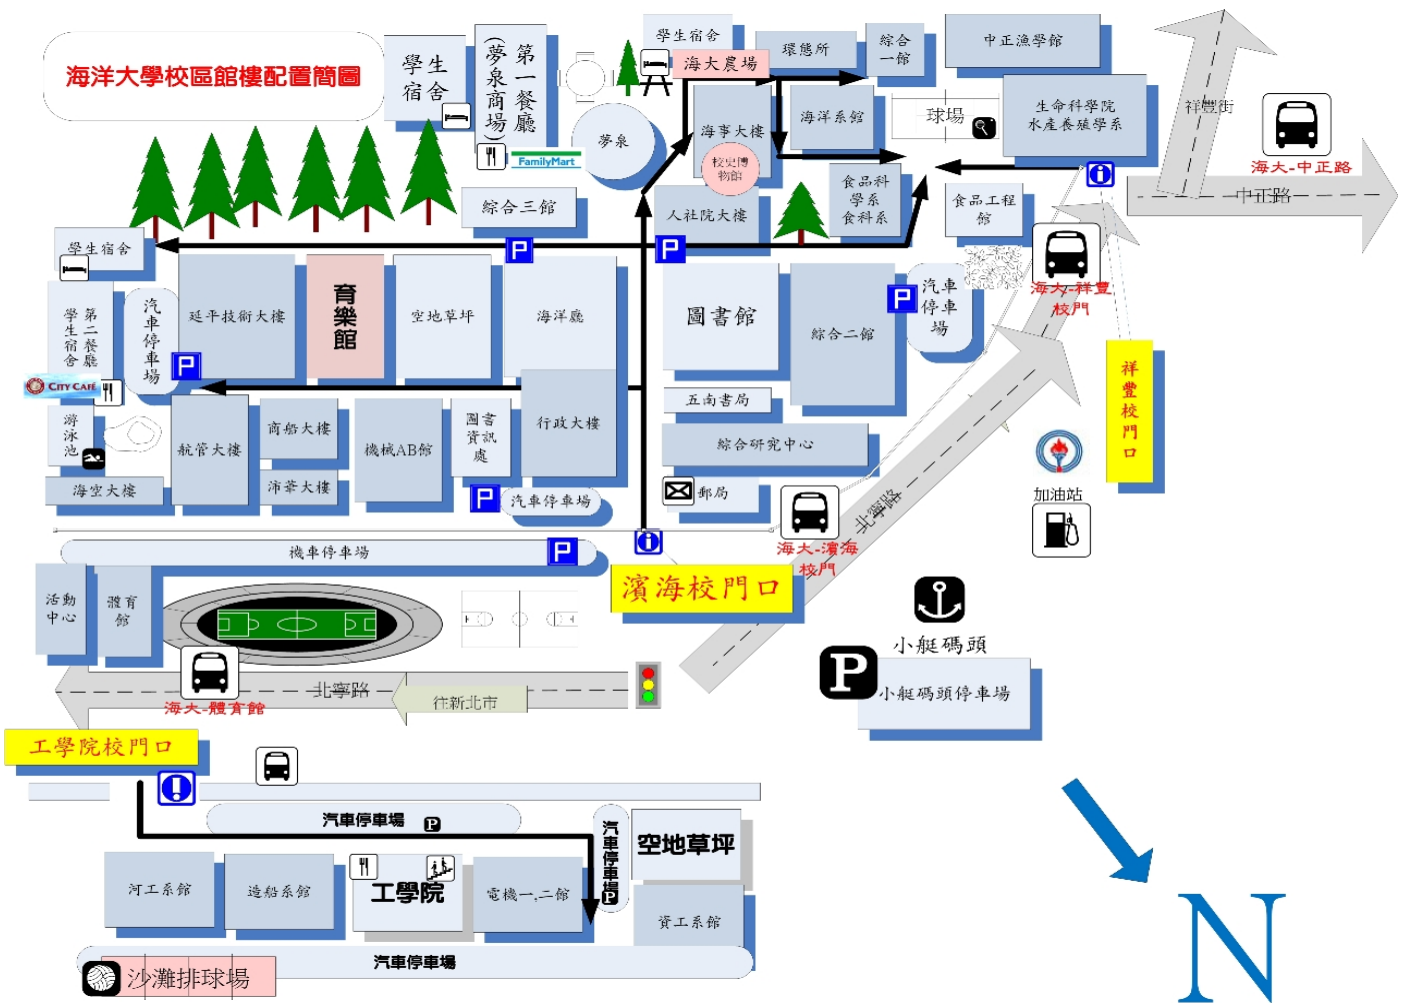 海洋大學校區館樓配置簡圖
學生
宿舍
第一餐廳
(夢泉商場)
FamilyMart
夢泉
學生宿舍
海大農場
環態所
綜合
一館
中正漁學館
海事大樓
校史博
物館
海洋系館
球場
生命科學院
水產養殖學系
祥豐街
海大-中正路
中正路
綜合三館
人社院大樓
食品科
學系
食科系
食品工程
館
學生宿舍
P
P
海大-祥豐
校門
第二餐廳
學生宿舍
CITY CAFÉ
汽車停車場
P
延平技術大樓
育樂館
空地草坪
海洋廳
圖書館
綜合二館
P
汽車
停車
場
祥豐校門口
游泳池
航管大樓
商船大樓
沛華大樓
機械AB館
圖書
資訊
處
行政大樓
五南書局
綜合研究中心
郵局
海空大樓
P
汽車停車場
加油站
北寧路
海大-濱海
校門
機車停車場
P
濱海校門口
活動
中心
體育
館
小艇碼頭
P
小艇碼頭停車場
海大-體育館
北寧路
往新北市
工學院校門口
汽車停車場
P
汽車停車場
P
空地草坪
河工系館
造船系館
工學院
電機一,二館
資工系館
汽車停車場
沙灘排球場
N